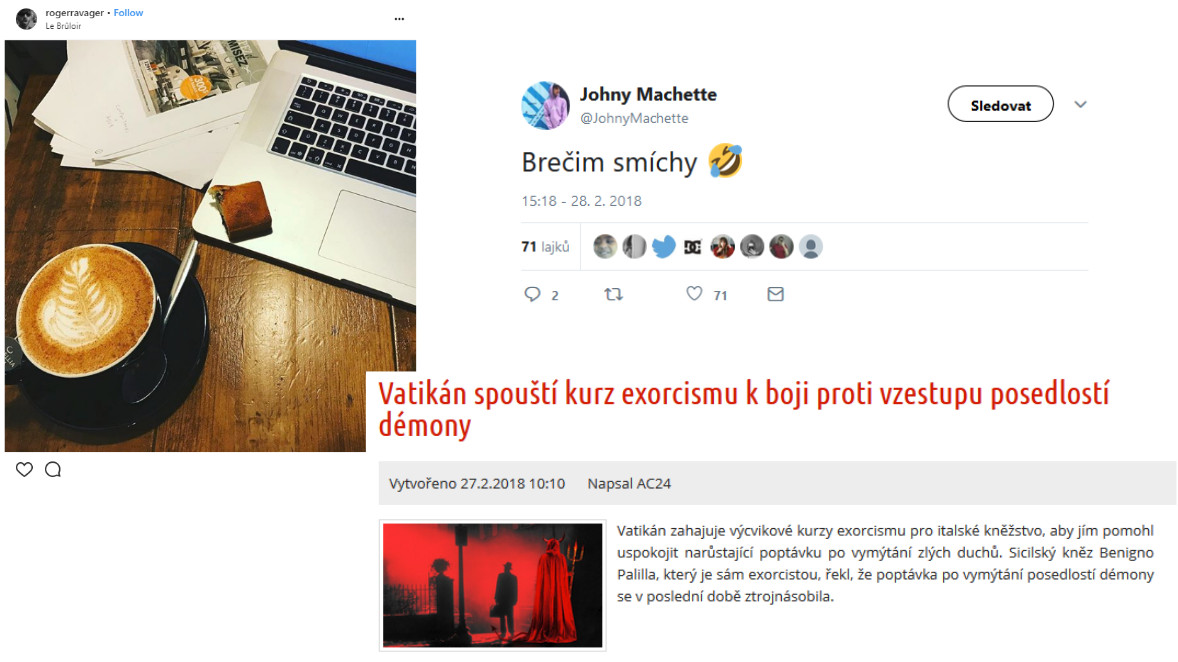 rogerravager • Follow
Le Brûloir
MISEZ
300
Johny Machette
@JohnyMachette
Sledovat
Brečim smíchy 🤣
15:18 - 28. 2. 2018
71 lajků
DC
2
71
Vatikán spouští kurz exorcismu k boji proti vzestupu posedlostí
démony
Vytvořeno 27.2.2018 10:10 Napsal AC24
Vatikán zahajuje výcvikové kurzy exorcismu pro italské kněžstvo, aby jím pomohl
uspokojit narůstající poptávku po vymýtání zlých duchů. Sicilský kněz Benigno
Palilla, který je sám exorcistou, řekl, že poptávka po vymýtání posedlostí démony
se v poslední době ztrojnásobila.